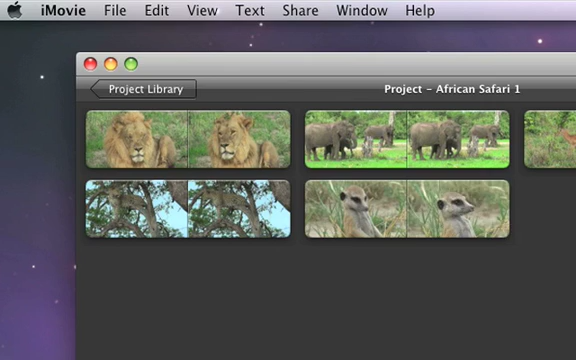 iMovie File Edit View Text Share Window Help
Project Library
Project - African Safari 1